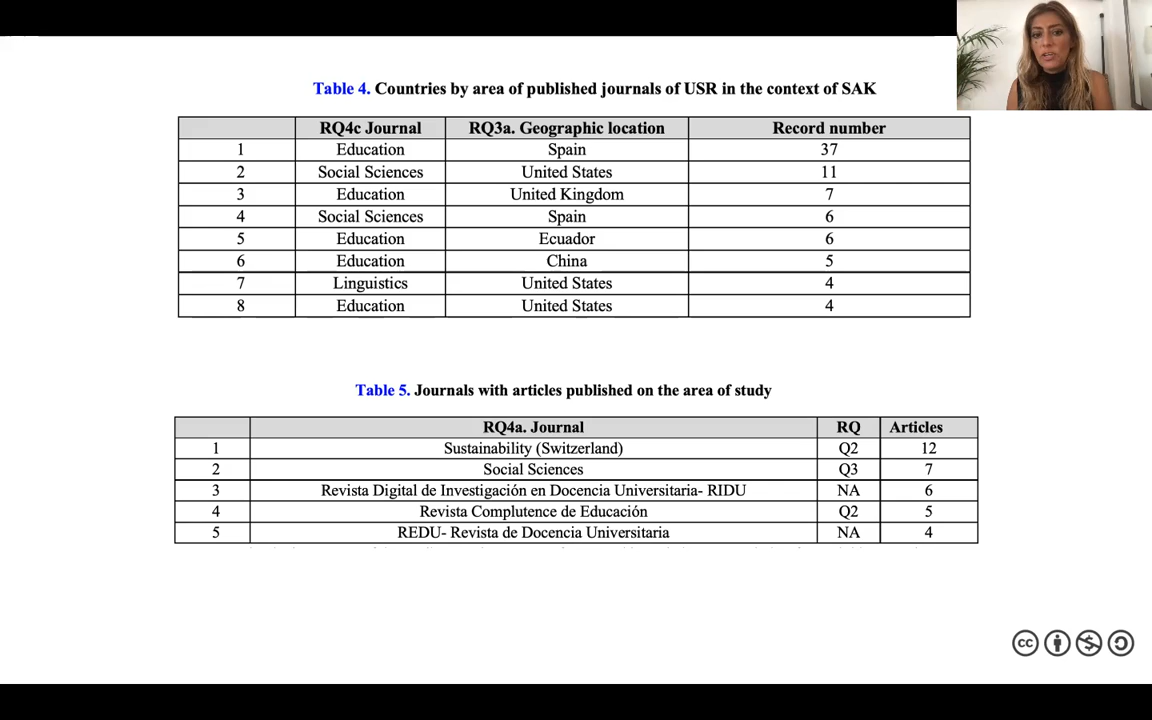 Table 4. Countries by area of published journals of USR in the context of SAK
RQ4c Journal RQ3a. Geographic location Record number
1 Education Spain 37
2 Social Sciences United States 11
3 Education United Kingdom 7
4 Social Sciences Spain 6
5 Education Ecuador 6
6 Education China 5
7 Linguistics United States 4
8 Education United States 4
Table 5. Journals with articles published on the area of study
RQ4a. Journal RQ Articles
1 Sustainability (Switzerland) Q2 12
2 Social Sciences Q3 7
3 Revista Digital de Investigación en Docencia Universitaria- RIDU NA 6
4 Revista Complutence de Educación Q2 5
5 REDU- Revista de Docencia Universitaria NA 4
cc